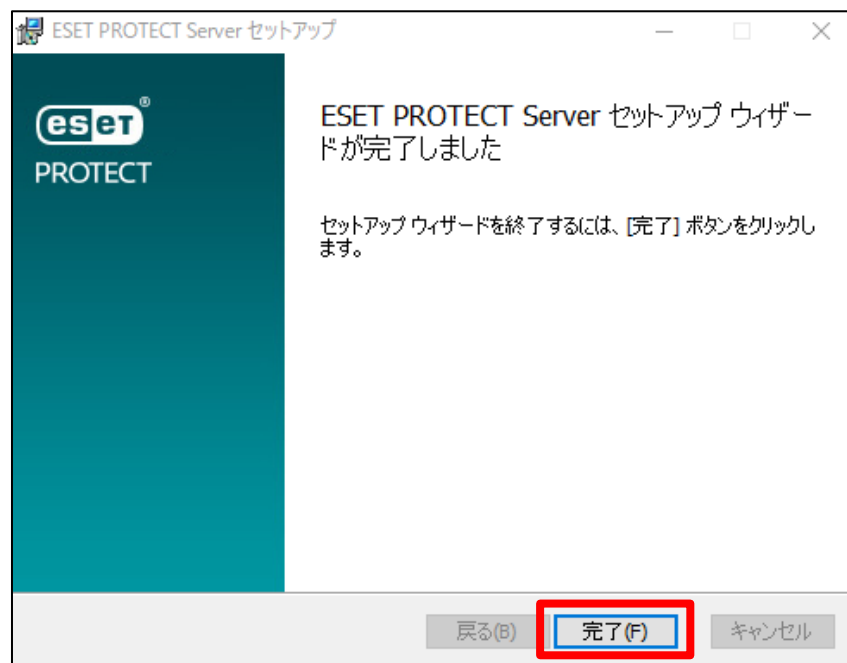 ESET PROTECT Server セットアップ
eset®
PROTECT
ESET PROTECT Server セットアップ ウィザー
ドが完了しました
セットアップ ウィザードを終了するには、[完了] ボタンをクリックし
ます。
戻る(B) 完了(F) キャンセル